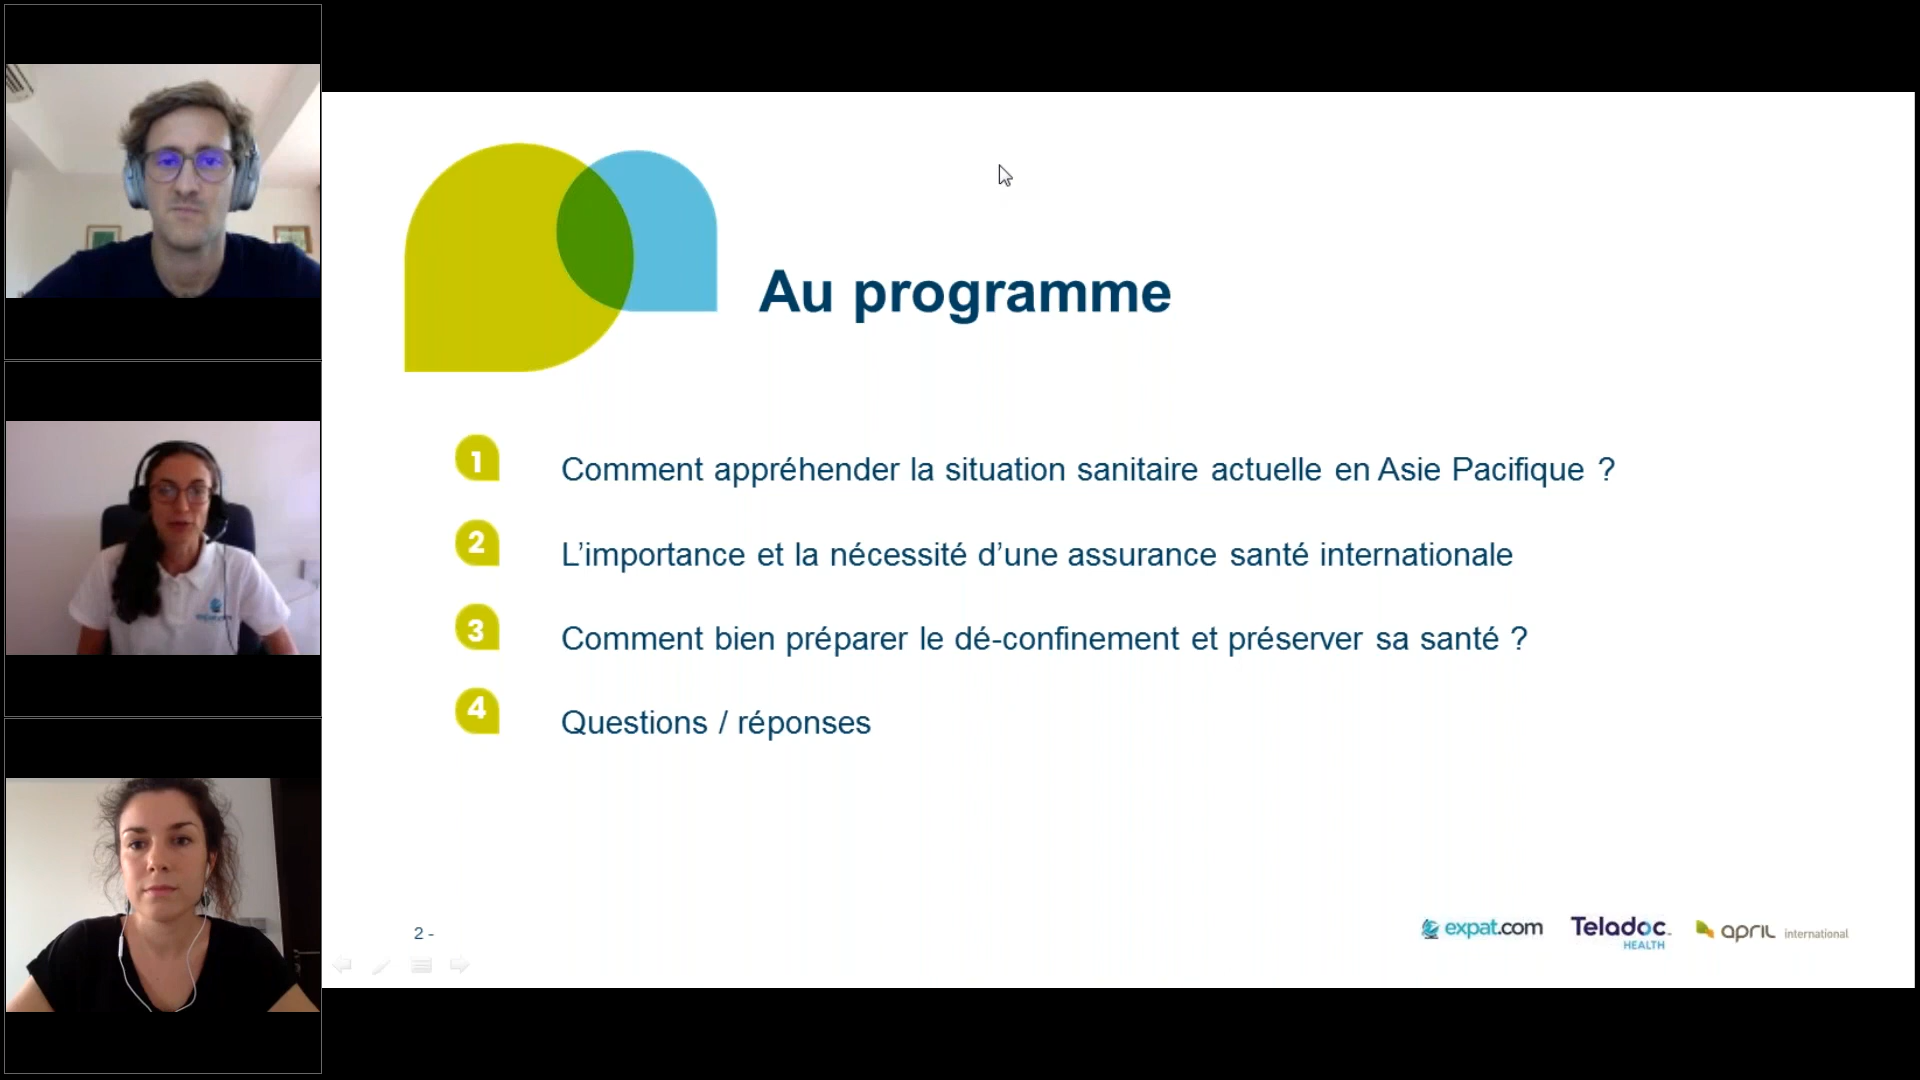 Au programme
1 Comment appréhender la situation sanitaire actuelle en Asie Pacifique ?
2 L’importance et la nécessité d’une assurance santé internationale
3 Comment bien préparer le dé-confinement et préserver sa santé ?
4 Questions / réponses
2 -
expat.com
Teladoc
HEALTH
april international